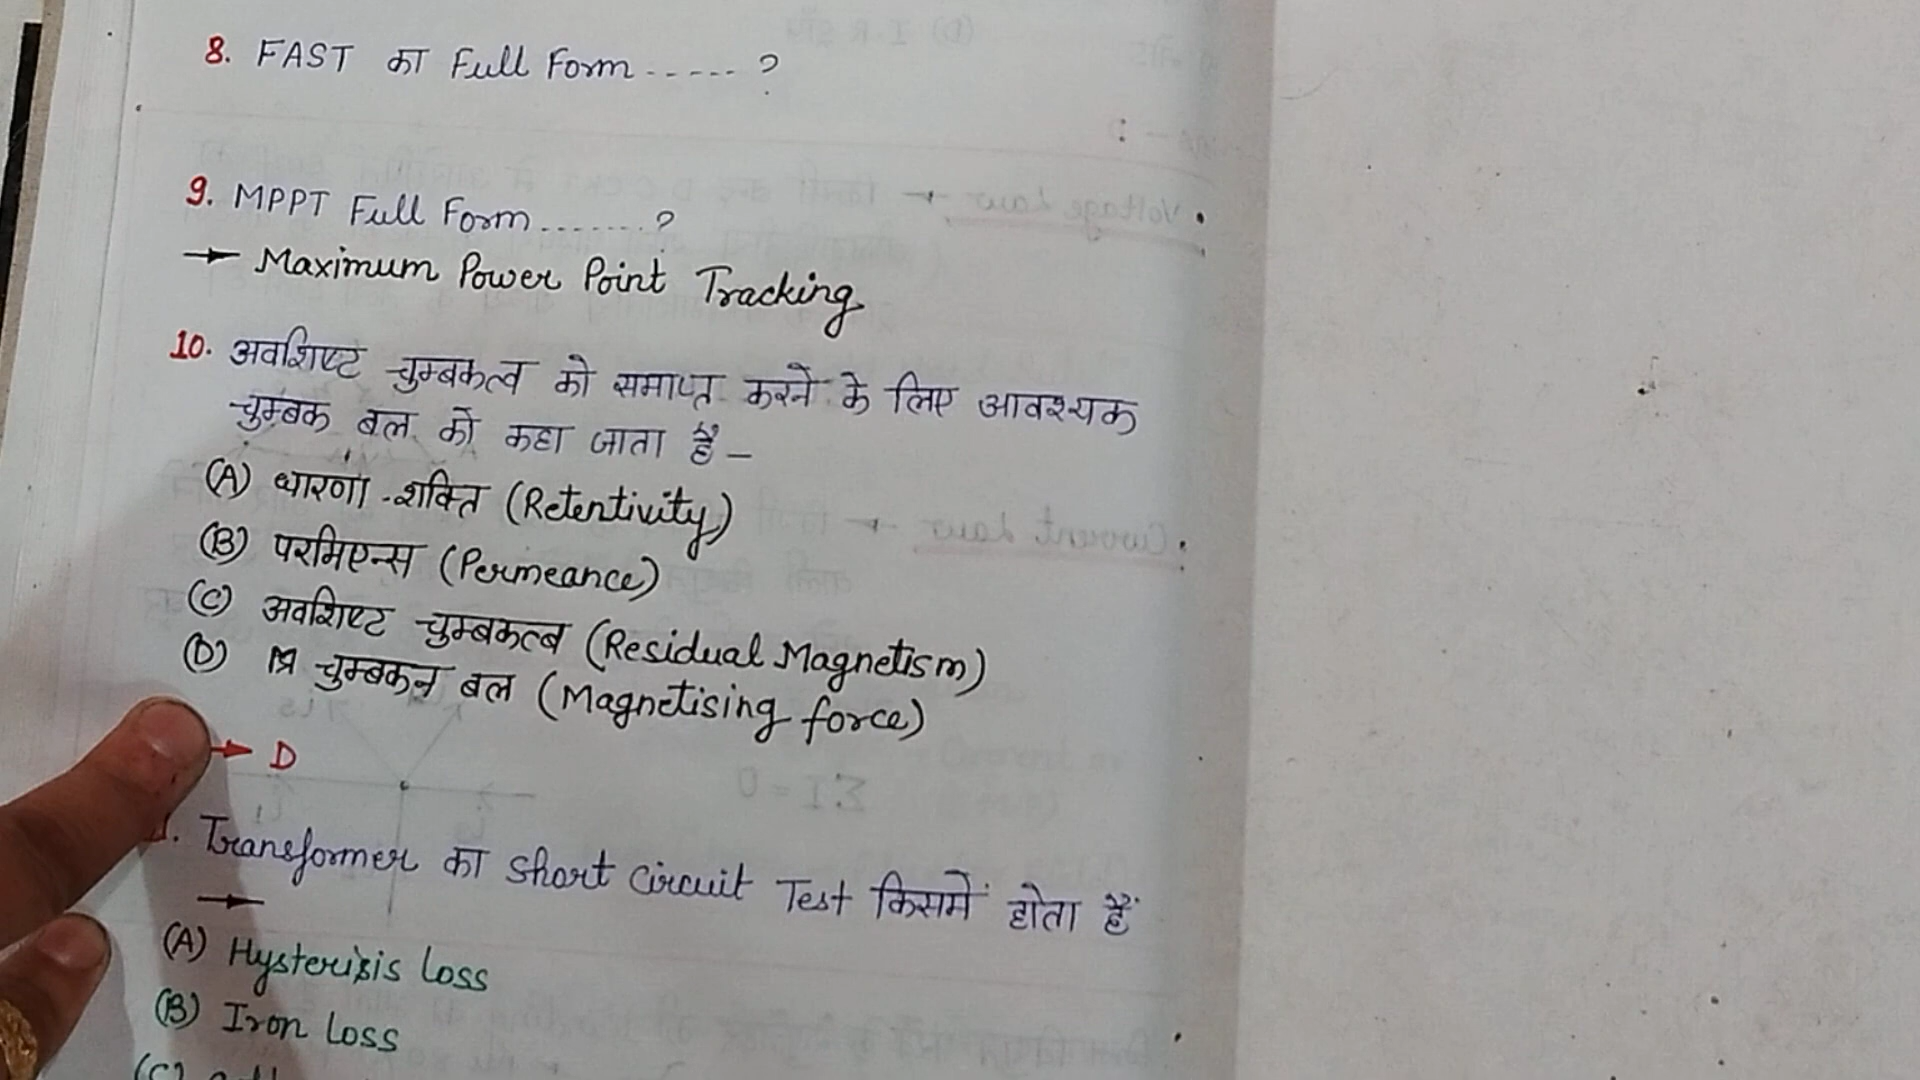 8. FAST का Full Form ----- ?
9. MPPT Full Form ....... ?
→ Maximum Power Point Tracking
10. अवशिष्ट चुम्बकत्व को समाप्त करने के लिए आवश्यक
चुम्बक बल को कहा जाता है –
(A) धारणा शक्ति (Retentivity)
(B) परमिएन्स (Permeance)
(C) अवशिष्ट चुम्बकत्ब (Residual Magnetism)
(D) चुम्बकन बल (Magnetising force)
→ D
Transformer का Short Circuit Test किसमें होता हैं
→
(A) Hysterisis Loss
(B) Iron Loss
(C)